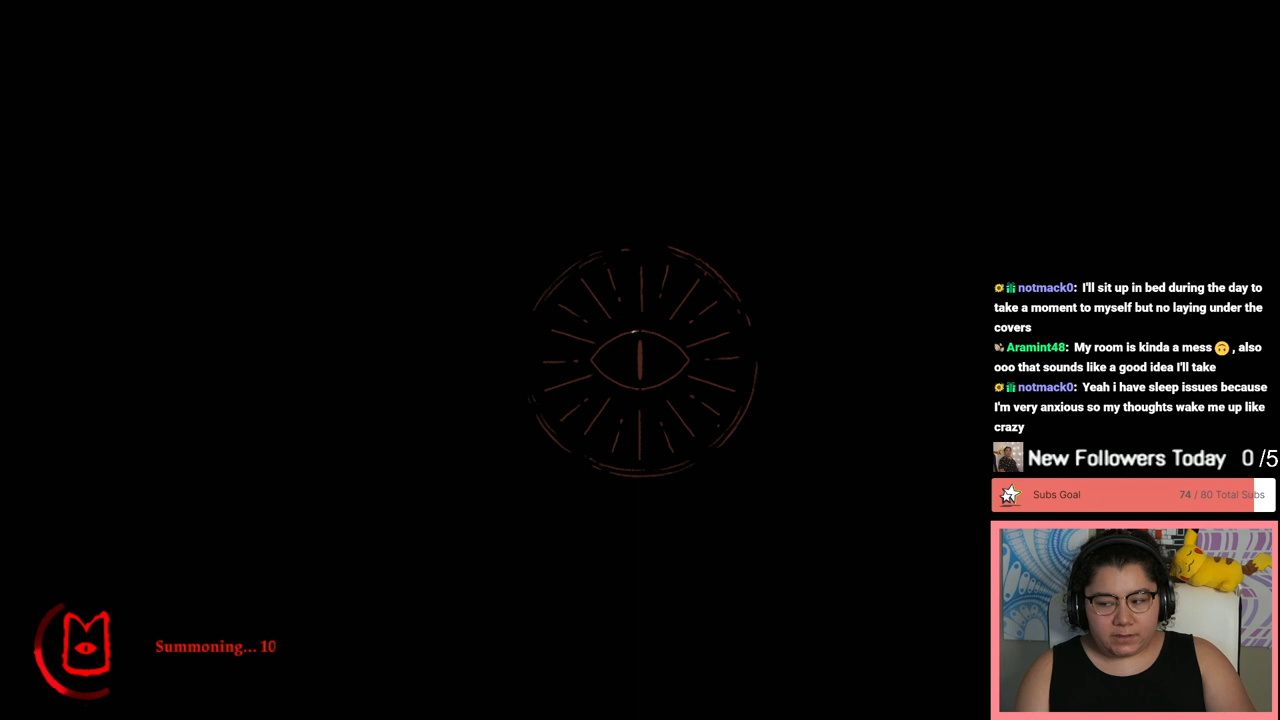 notmack0: I'll sit up in bed during the day to
take a moment to myself but no laying under the
covers
Aramint48: My room is kinda a mess 🙃 , also
ooo that sounds like a good idea I'll take
notmack0: Yeah i have sleep issues because
I'm very anxious so my thoughts wake me up like
crazy
New Followers Today 0 /5
Subs Goal 74 / 80 Total Subs
Summoning... 10